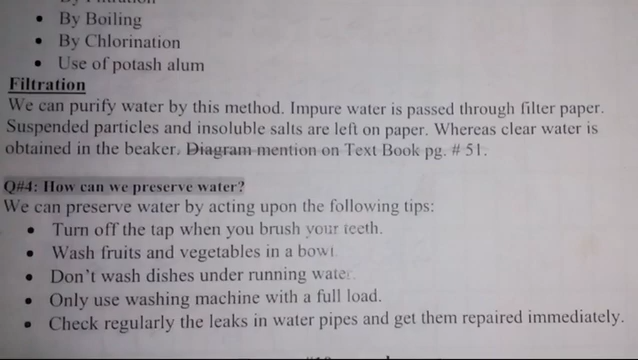 By Filtration
• By Boiling
• By Chlorination
• Use of potash alum
Filtration
We can purify water by this method. Impure water is passed through filter paper.
Suspended particles and insoluble salts are left on paper. Whereas clear water is
obtained in the beaker. Diagram mention on Text Book pg. # 51.
Q#4: How can we preserve water?
We can preserve water by acting upon the following tips:
• Turn off the tap when you brush your teeth.
• Wash fruits and vegetables in a bowl
• Don't wash dishes under running water.
• Only use washing machine with a full load.
• Check regularly the leaks in water pipes and get them repaired immediately.